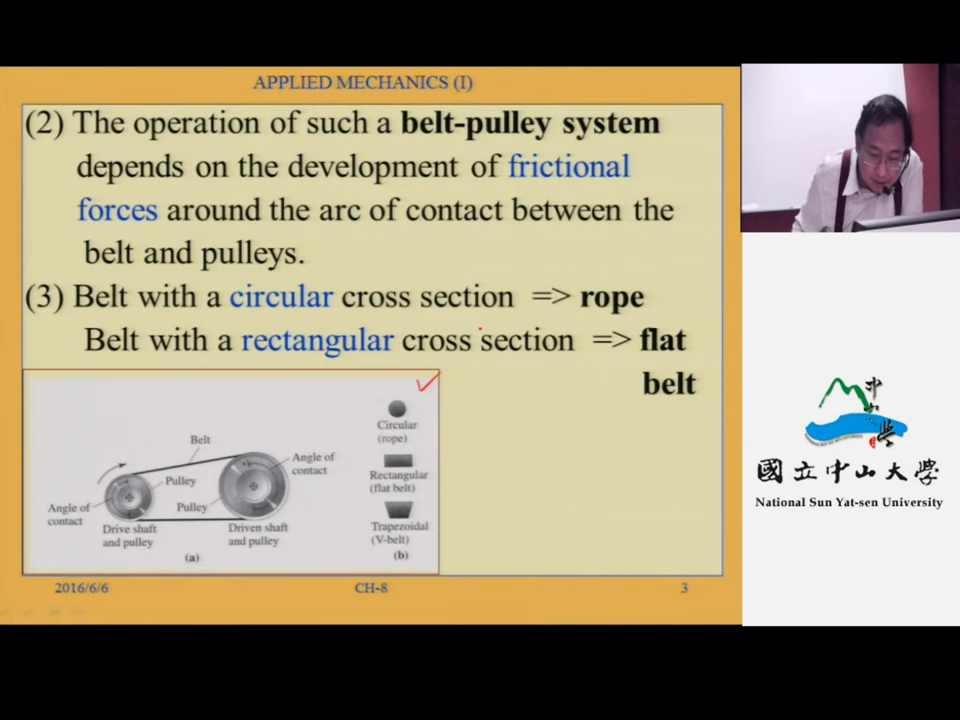 APPLIED MECHANICS (I)
(2) The operation of such a belt-pulley system
depends on the development of frictional
forces around the arc of contact between the
belt and pulleys.
(3) Belt with a circular cross section => rope
Belt with a rectangular cross section => flat
belt
Belt
Pulley
Angle of
contact
Angle of
contact
Pulley
Drive shaft
and pulley
Driven shaft
and pulley
(a)
Circular
(rope)
Rectangular
(flat belt)
Trapezoidal
(V-belt)
(b)
2016/6/6
CH-8
3
國立中山大學
National Sun Yat-sen University